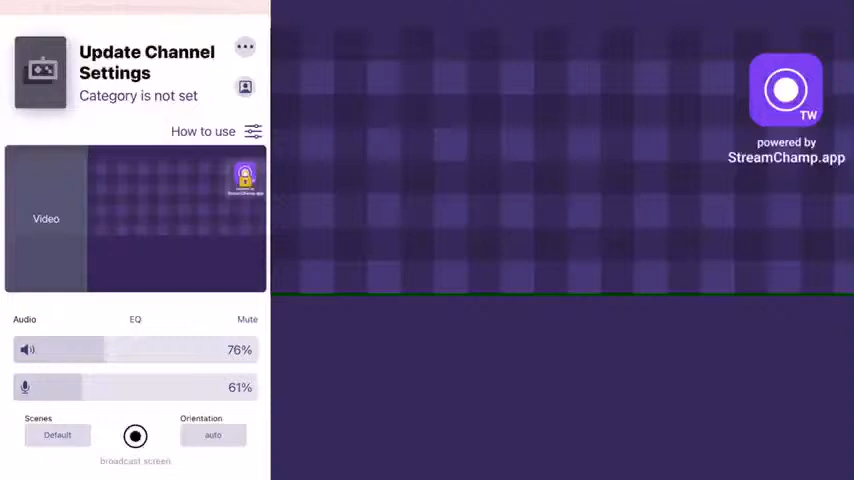 Update Channel
Settings
Category is not set
How to use
Video
Audio
EQ
Mute
76%
61%
Scenes
Orientation
Default
auto
broadcast screen
TW
powered by
StreamChamp.app